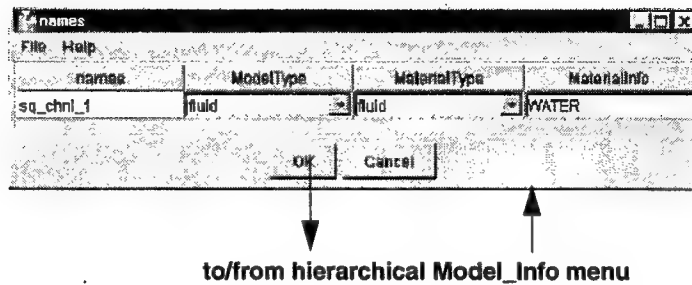 names
File Help
names ModelType MaterialType MaterialInfo
sq_chnl_1 fluid fluid WATER
OK Cancel
to/from hierarchical Model_Info menu